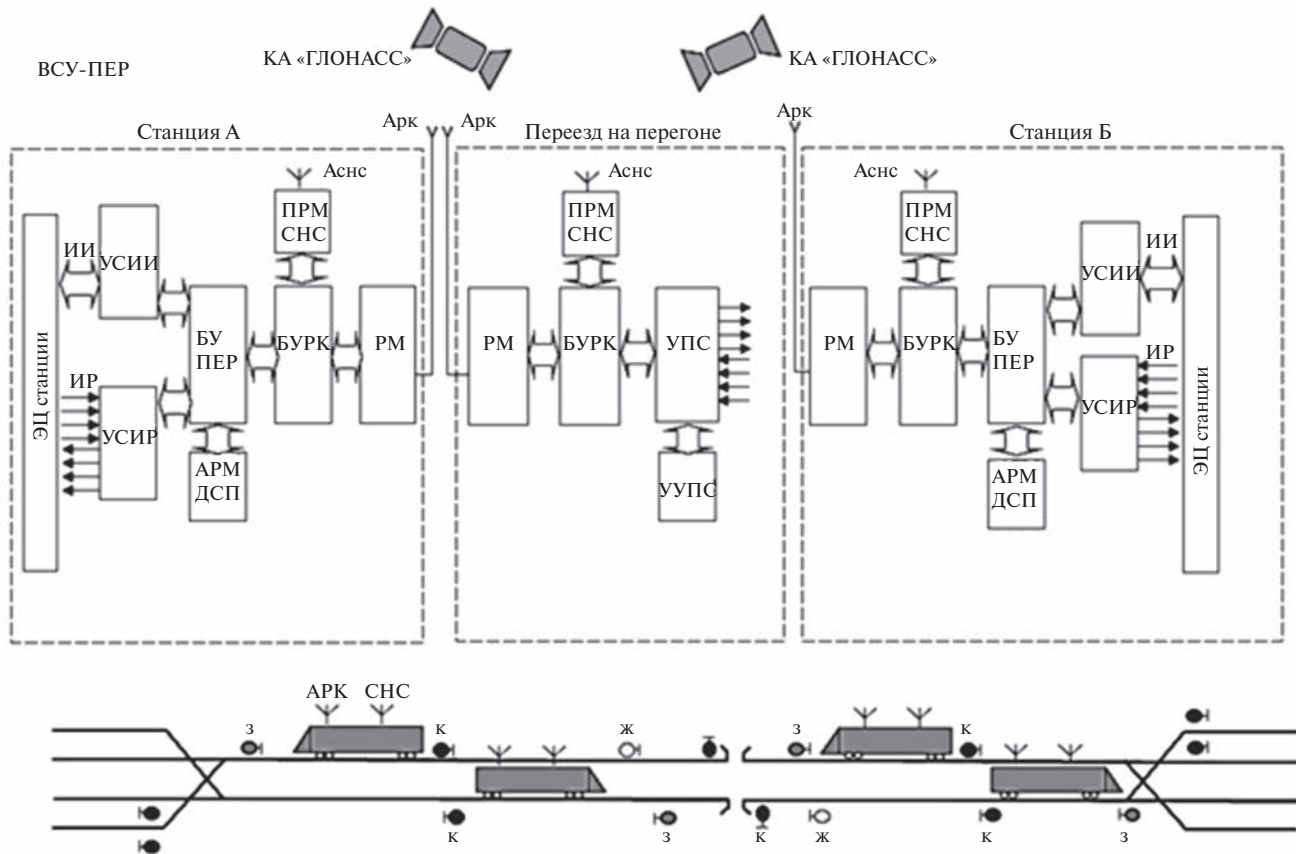 КА «ГЛОНАСС»
КА «ГЛОНАСС»
ВСУ-ПЕР
Станция А
Арк
Арк
Переезд на перегоне
Арк
Станция Б
Аснс
ПРМ
СНС
ИИ
УСИИ
БУ
ПЕР
БУРК
РМ
ИР
УСИР
АРМ
ДСП
ЭЦ станции
Аснс
ПРМ
СНС
РМ
БУРК
УПС
УУПС
Аснс
ПРМ
СНС
УСИИ
ИИ
РМ
БУРК
БУ
ПЕР
ИР
УСИР
АРМ
ДСП
ЭЦ станции
АРК
СНС
З
К
Ж
З
К
К
З
К
Ж
К
З